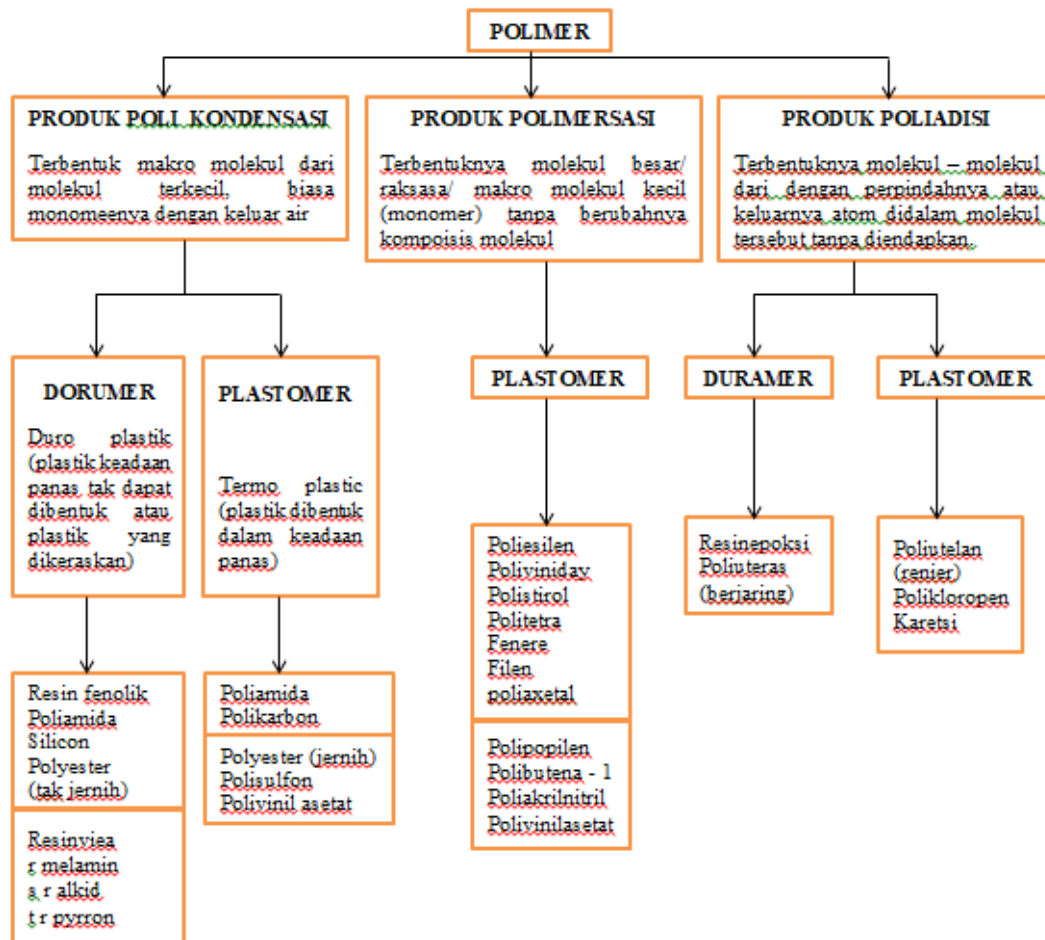 POLIMER
PRODUK POLI KONDENSASI
Terbentuk makro molekul dari
molekul terkecil, biasa
monomeenya dengan keluar air
PRODUK POLIMERSASI
Terbentuknya molekul besar/
raksasa/ makro molekul kecil
(monomer) tanpa berubahnya
kompoisis molekul
PRODUK POLIADISI
Terbentuknya molekul – molekul
dari dengan perpindahnya atau
keluarnya atom didalam molekul
tersebut tanpa diendapkan.
DORUMER
Duro plastik
(plastik keadaan
panas tak dapat
dibentuk atau
plastik yang
dikeraskan)
PLASTOMER
Termo plastic
(plastik dibentuk
dalam keadaan
panas)
PLASTOMER
DURAMER
PLASTOMER
Poliesilen
Poliviniday
Polistirol
Politetra
Fenere
Filen
poliaxetal
Resinepoksi
Poliuteras
(berjaring)
Poliutelan
(renier)
Polikloropen
Karetsi
Resin fenolik
Poliamida
Silicon
Polyester
(tak jernih)
Poliamida
Polikarbon
Polyester (jernih)
Polisulfon
Polivinil asetat
Polipopilen
Polibutena - 1
Poliakrilnitril
Polivinilasetat
Resinviea
r melamin
s r alkid
t r pyrron